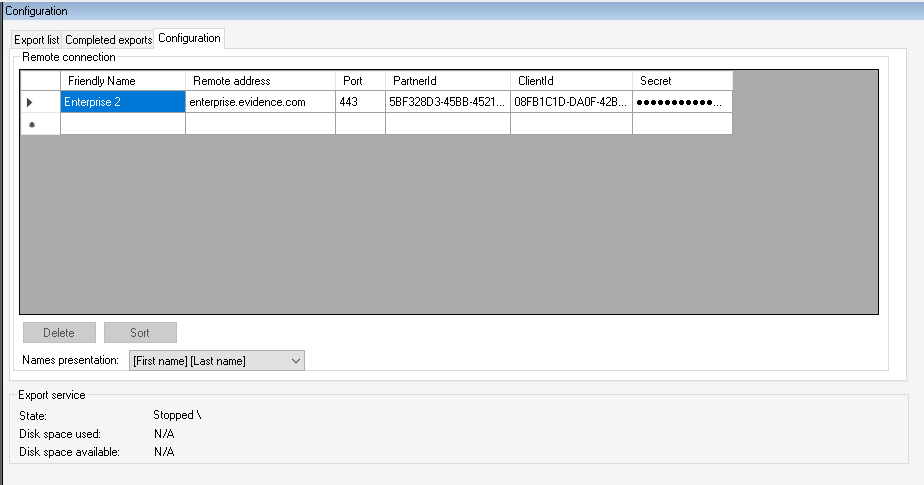 Configuration
Export list Completed exports Configuration
Remote connection
Friendly Name Remote address Port PartnerId ClientId Secret
Enterprise 2 enterprise.evidence.com 443 5BF328D3-45BB-4521... 08FB1C1D-DA0F-42B... ●●●●●●●●●●●...
Delete Sort
Names presentation: [First name] [Last name]
Export service
State: Stopped \
Disk space used: N/A
Disk space available: N/A